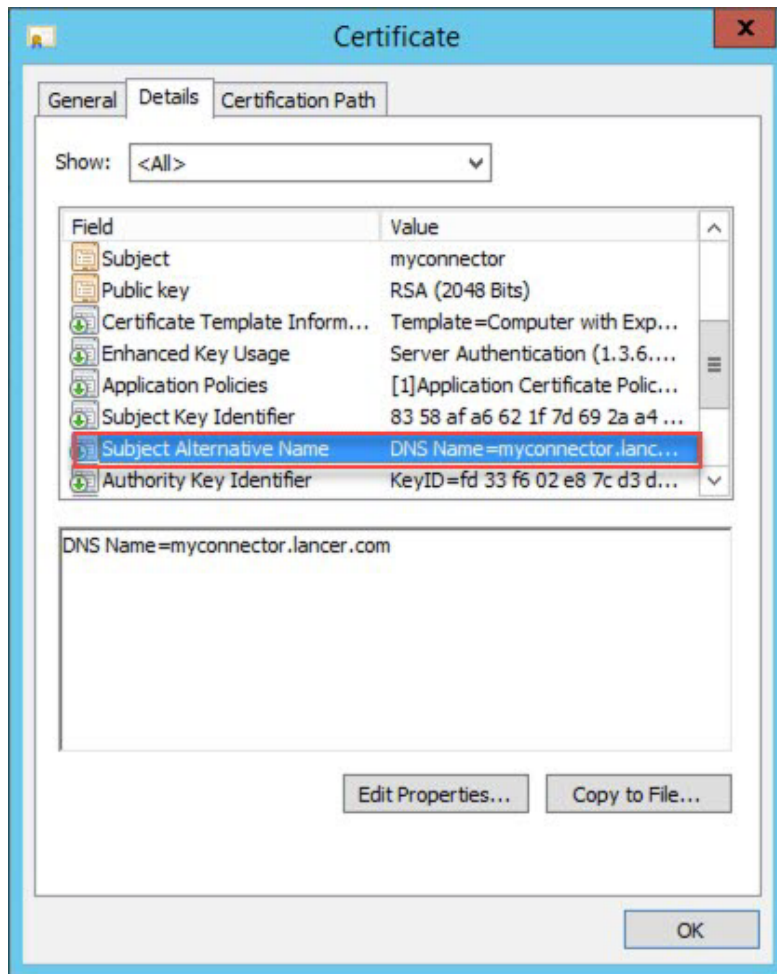 Certificate
x
General Details Certification Path
Show: <All>
Field Value
Subject myconnector
Public key RSA (2048 Bits)
Certificate Template Inform... Template=Computer with Exp...
Enhanced Key Usage Server Authentication (1.3.6....
Application Policies [1]Application Certificate Polic...
Subject Key Identifier 83 58 af a6 62 1f 7d 69 2a a4 ...
Subject Alternative Name DNS Name=myconnector.lanc...
Authority Key Identifier KeyID=fd 33 f6 02 e8 7c d3 d...
DNS Name=myconnector.lancer.com
Edit Properties... Copy to File...
OK